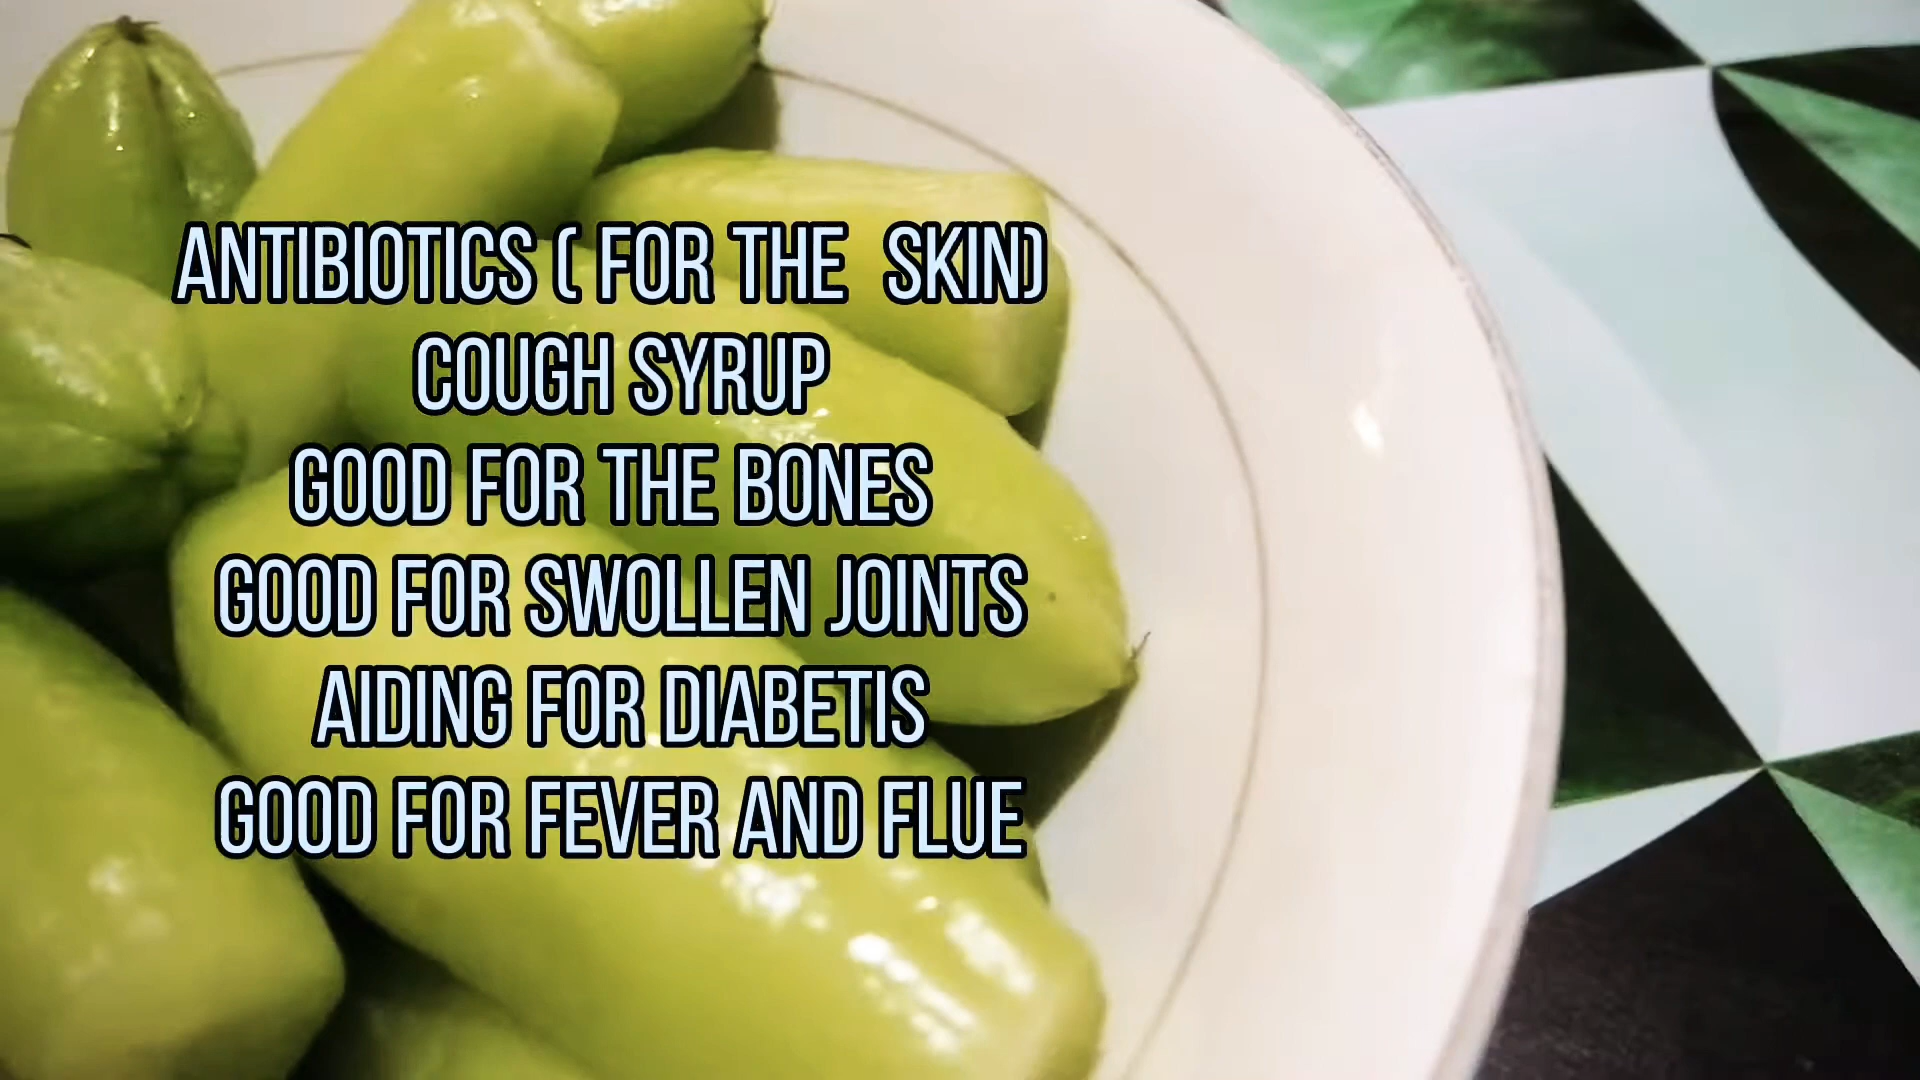 ANTIBIOTICS ( FOR THE SKIN)
COUGH SYRUP
GOOD FOR THE BONES
GOOD FOR SWOLLEN JOINTS
AIDING FOR DIABETIS
GOOD FOR FEVER AND FLUE